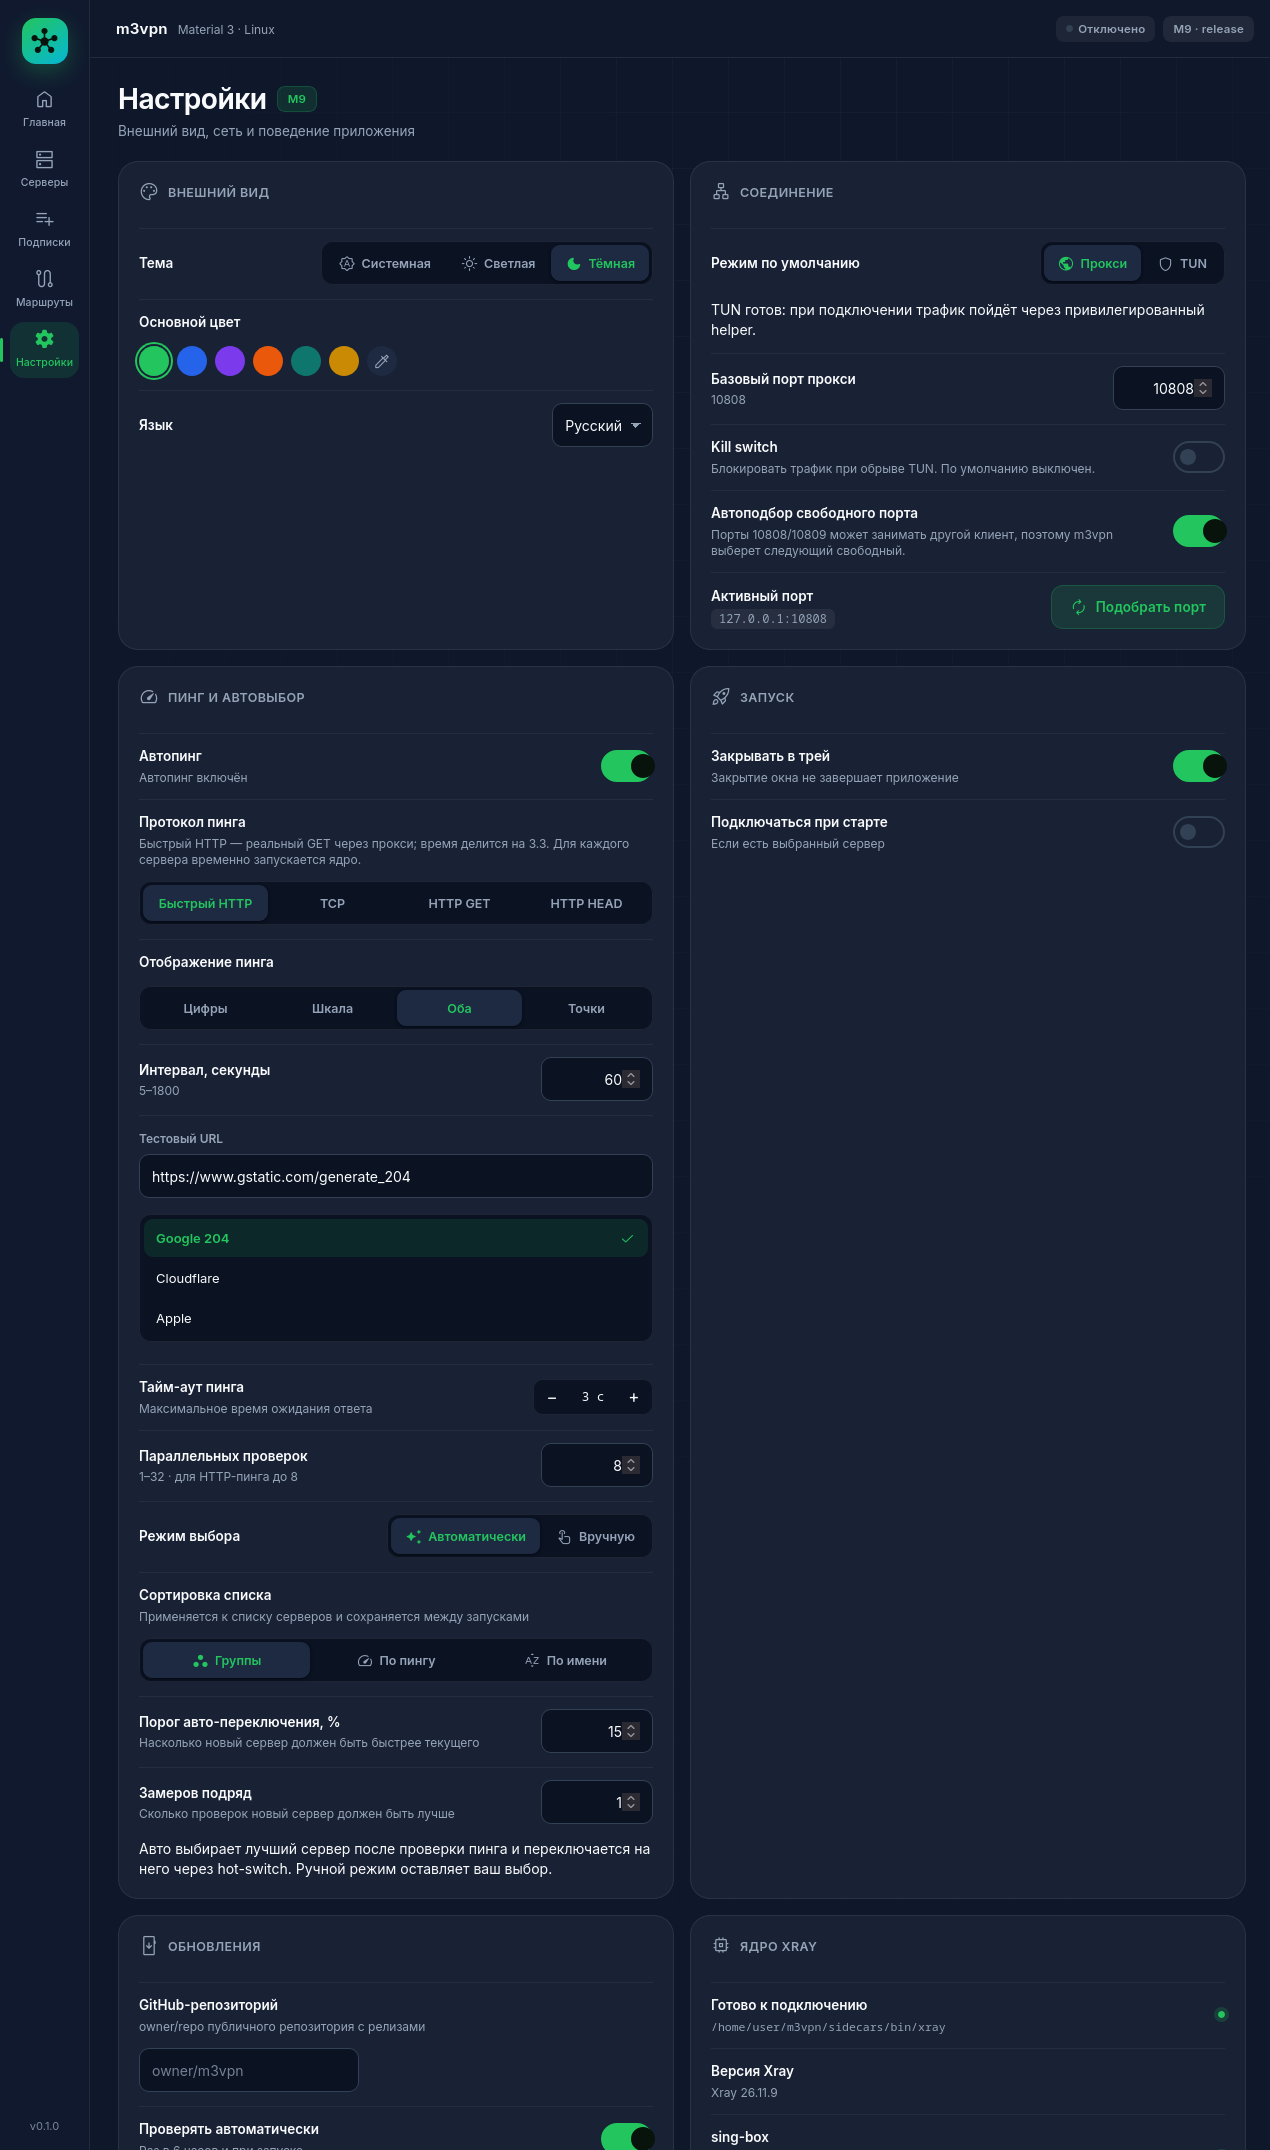 m3vpn Material 3 · Linux
Отключено
M9 · release
Главная
Серверы
Подписки
Маршруты
Настройки
v0.1.0
Настройки M9
Внешний вид, сеть и поведение приложения
ВНЕШНИЙ ВИД
Тема
Системная
Светлая
Тёмная
Основной цвет
Язык
Русский
СОЕДИНЕНИЕ
Режим по умолчанию
Прокси
TUN
TUN готов: при подключении трафик пойдёт через привилегированный
helper.
Базовый порт прокси
10808
10808
Kill switch
Блокировать трафик при обрыве TUN. По умолчанию выключен.
Автоподбор свободного порта
Порты 10808/10809 может занимать другой клиент, поэтому m3vpn
выберет следующий свободный.
Активный порт
127.0.0.1:10808
Подобрать порт
ПИНГ И АВТОВЫБОР
Автопинг
Автопинг включён
Протокол пинга
Быстрый HTTP — реальный GET через прокси; время делится на 3.3. Для каждого
сервера временно запускается ядро.
Быстрый HTTP
TCP
HTTP GET
HTTP HEAD
Отображение пинга
Цифры
Шкала
Оба
Точки
Интервал, секунды
5–1800
60
Тестовый URL
https://www.gstatic.com/generate_204
Google 204
Cloudflare
Apple
Тайм-аут пинга
Максимальное время ожидания ответа
− 3 с +
Параллельных проверок
1–32 · для HTTP-пинга до 8
8
Режим выбора
Автоматически
Вручную
Сортировка списка
Применяется к списку серверов и сохраняется между запусками
Группы
По пингу
По имени
Порог авто-переключения, %
Насколько новый сервер должен быть быстрее текущего
15
Замеров подряд
Сколько проверок новый сервер должен быть лучше
1
Авто выбирает лучший сервер после проверки пинга и переключается на
него через hot-switch. Ручной режим оставляет ваш выбор.
ЗАПУСК
Закрывать в трей
Закрытие окна не завершает приложение
Подключаться при старте
Если есть выбранный сервер
ОБНОВЛЕНИЯ
GitHub-репозиторий
owner/repo публичного репозитория с релизами
owner/m3vpn
Проверять автоматически
Раз в 6 часов и при запуске
ЯДРО XRAY
Готово к подключению
/home/user/m3vpn/sidecars/bin/xray
Версия Xray
Xray 26.11.9
sing-box